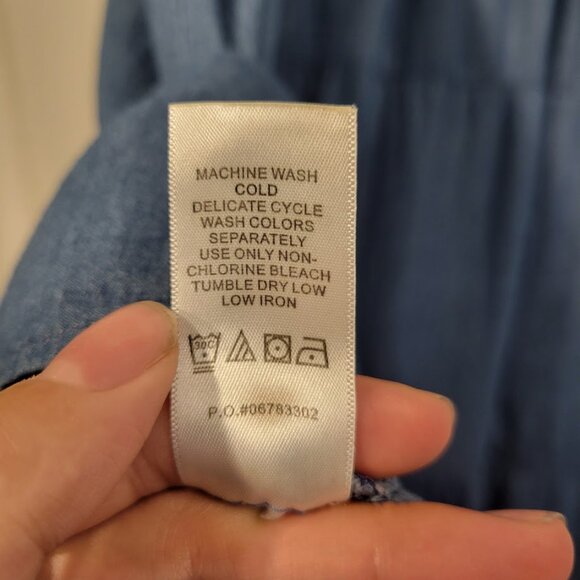 MACHINE WASH
COLD
DELICATE CYCLE
WASH COLORS
SEPARATELY
USE ONLY NON-
CHLORINE BLEACH
TUMBLE DRY LOW
LOW IRON
30C
P.O.#06783302